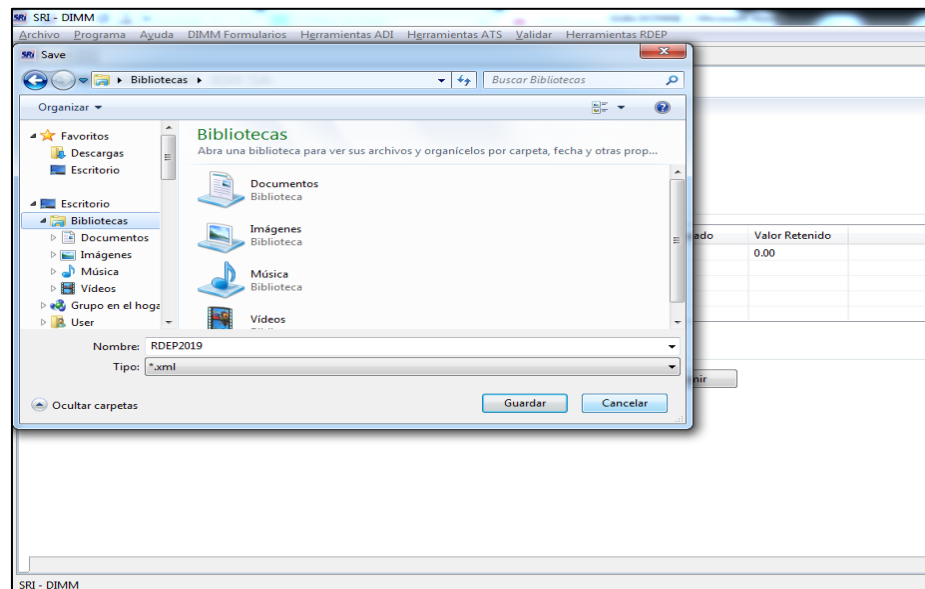 SRI - DIMM
Archivo Programa Ayuda DIMM Formularios Herramientas ADI Herramientas ATS Validar Herramientas RDEP
SRi Save
Bibliotecas
Buscar Bibliotecas
Organizar
Favoritos
Descargas
Escritorio
Escritorio
Bibliotecas
Documentos
Imágenes
Música
Vídeos
Grupo en el hoga
User
Bibliotecas
Abra una biblioteca para ver sus archivos y organícelos por carpeta, fecha y otras prop...
Documentos
Biblioteca
Imágenes
Biblioteca
Música
Biblioteca
Vídeos
ado Valor Retenido
0.00
Nombre: RDEP2019
Tipo: *.xml
nir
Ocultar carpetas
Guardar Cancelar
SRI - DIMM